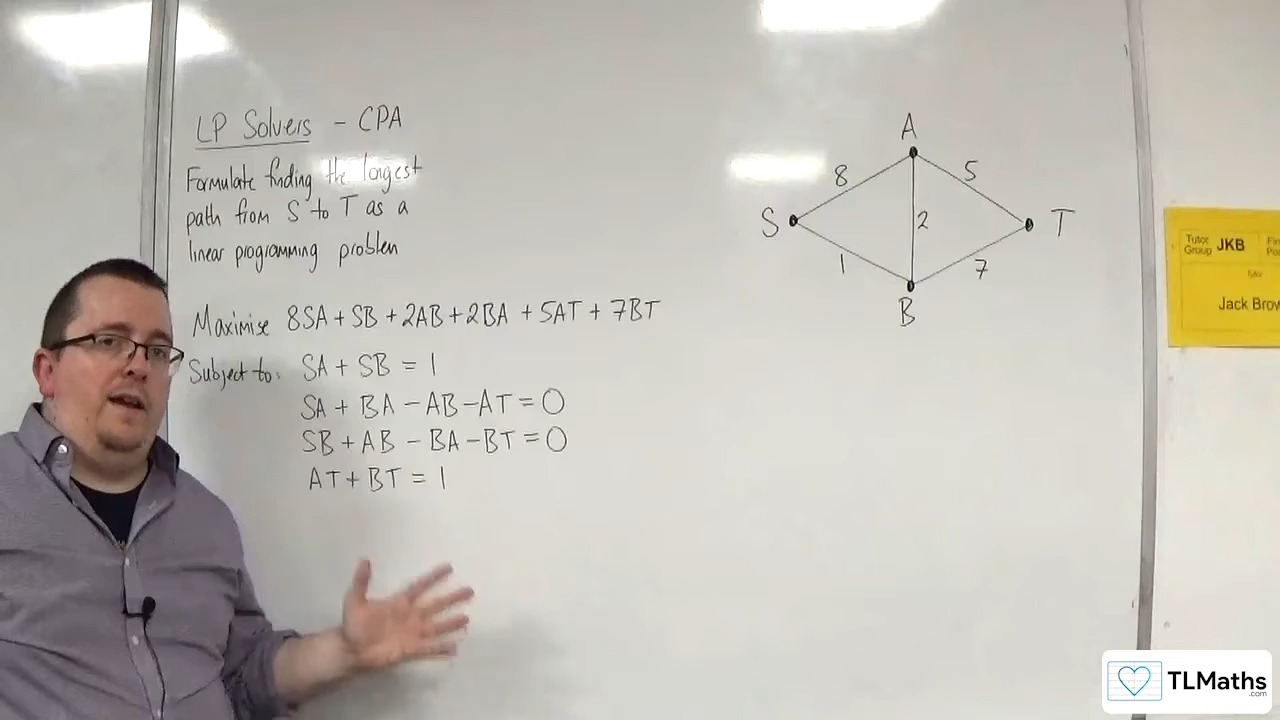 LP Solvers - CPA
Formulate finding the longest
path from S to T as a
linear programming problem
Maximise 8SA + SB + 2AB + 2BA + 5AT + 7BT
Subject to: SA + SB = 1
SA + BA - AB - AT = 0
SB + AB - BA - BT = 0
AT + BT = 1
A
8
5
S
2
T
1
7
B
Tutor
Group
JKB
Jack Brow
TLMaths
.com